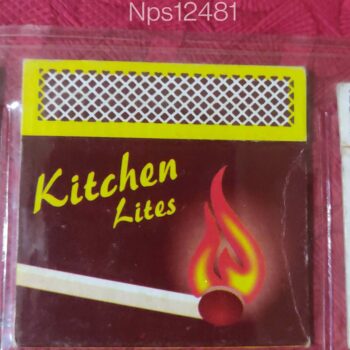 Nps12481
Kitchen
Lites